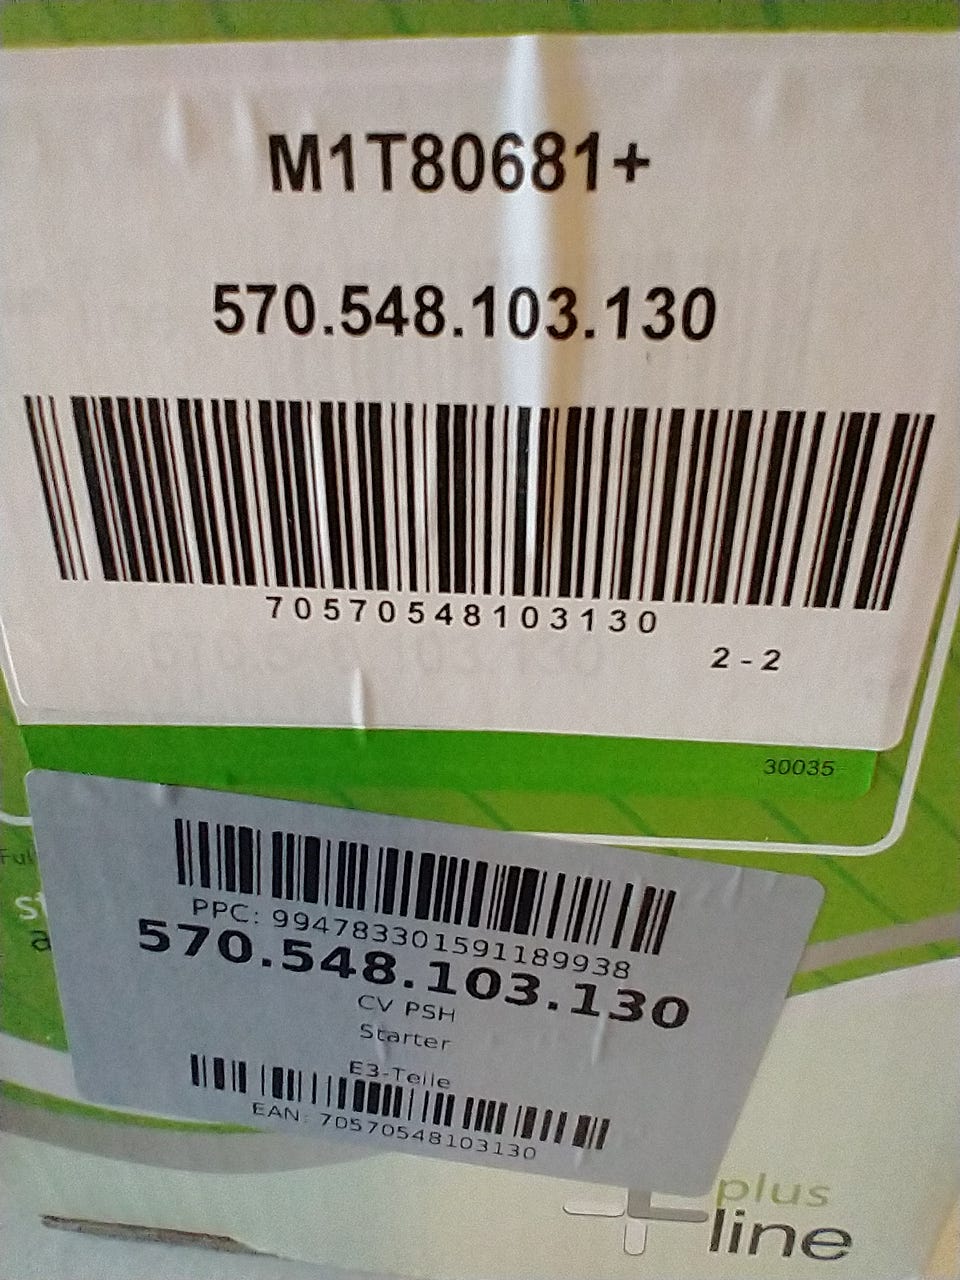 M1T80681+
570.548.103.130
70570548103130
2-2
30035
PPC: 994783301591189938
570.548.103.130
CV PSH
Starter
E3-Teile
EAN: 70570548103130
plus
line